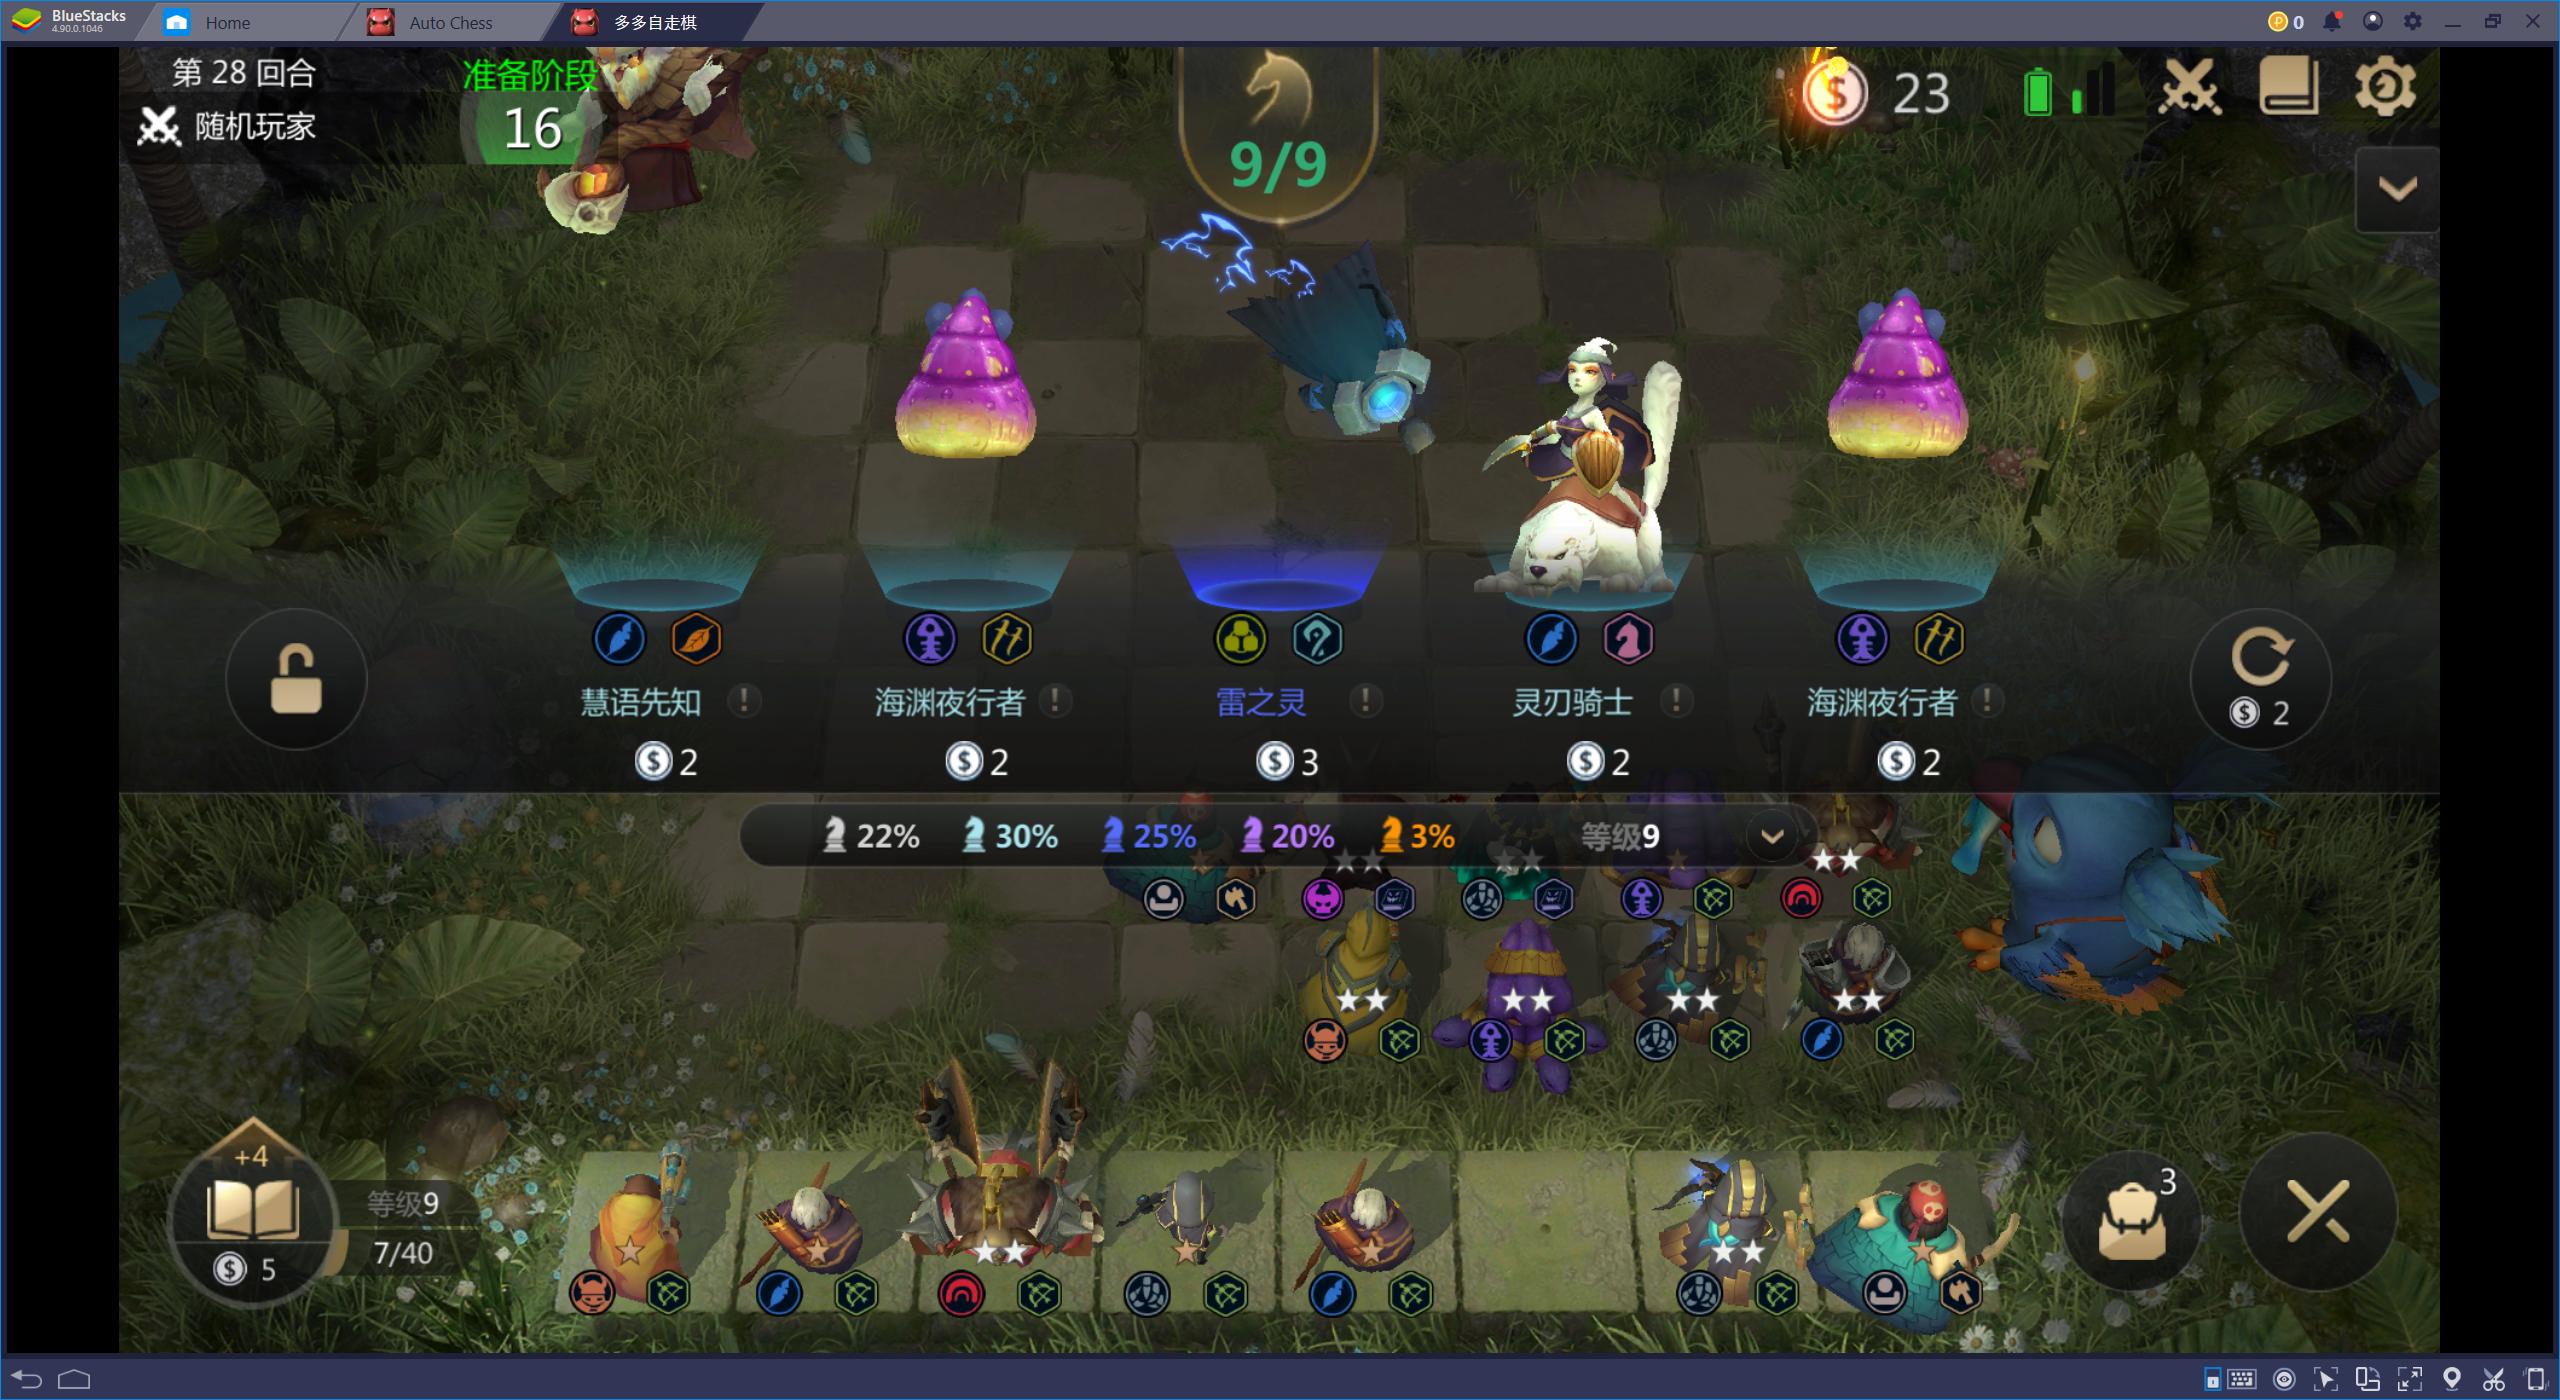 BlueStacks
4.90.0.1046
Home
Auto Chess
多多自走棋
0
第 28 回合
准备阶段
随机玩家
16
9/9
23
慧语先知
海渊夜行者
雷之灵
灵刃骑士
海渊夜行者
2
2
2
3
2
2
22%
30%
25%
20%
3%
等级9
+4
等级9
7/40
5
3